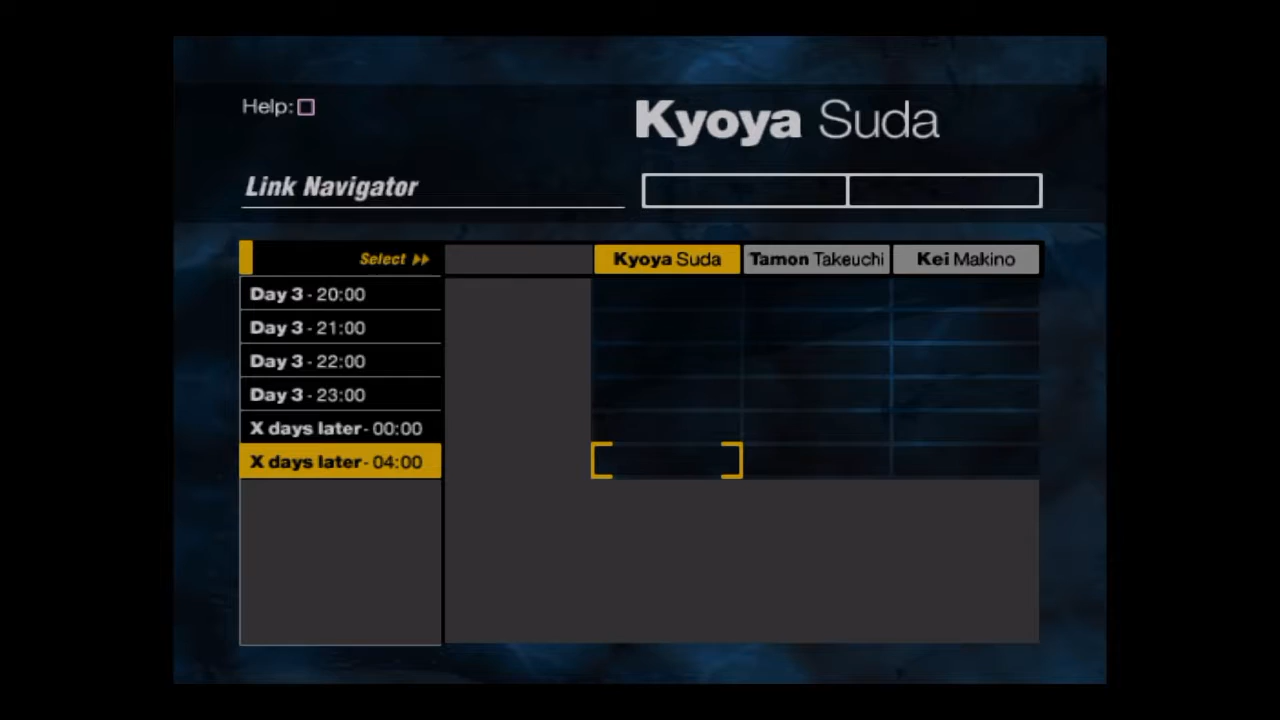 Help:
Kyoya Suda
Link Navigator
Select
Kyoya Suda
Tamon Takeuchi
Kei Makino
Day 3 - 20:00
Day 3 - 21:00
Day 3 - 22:00
Day 3 - 23:00
X days later - 00:00
X days later - 04:00